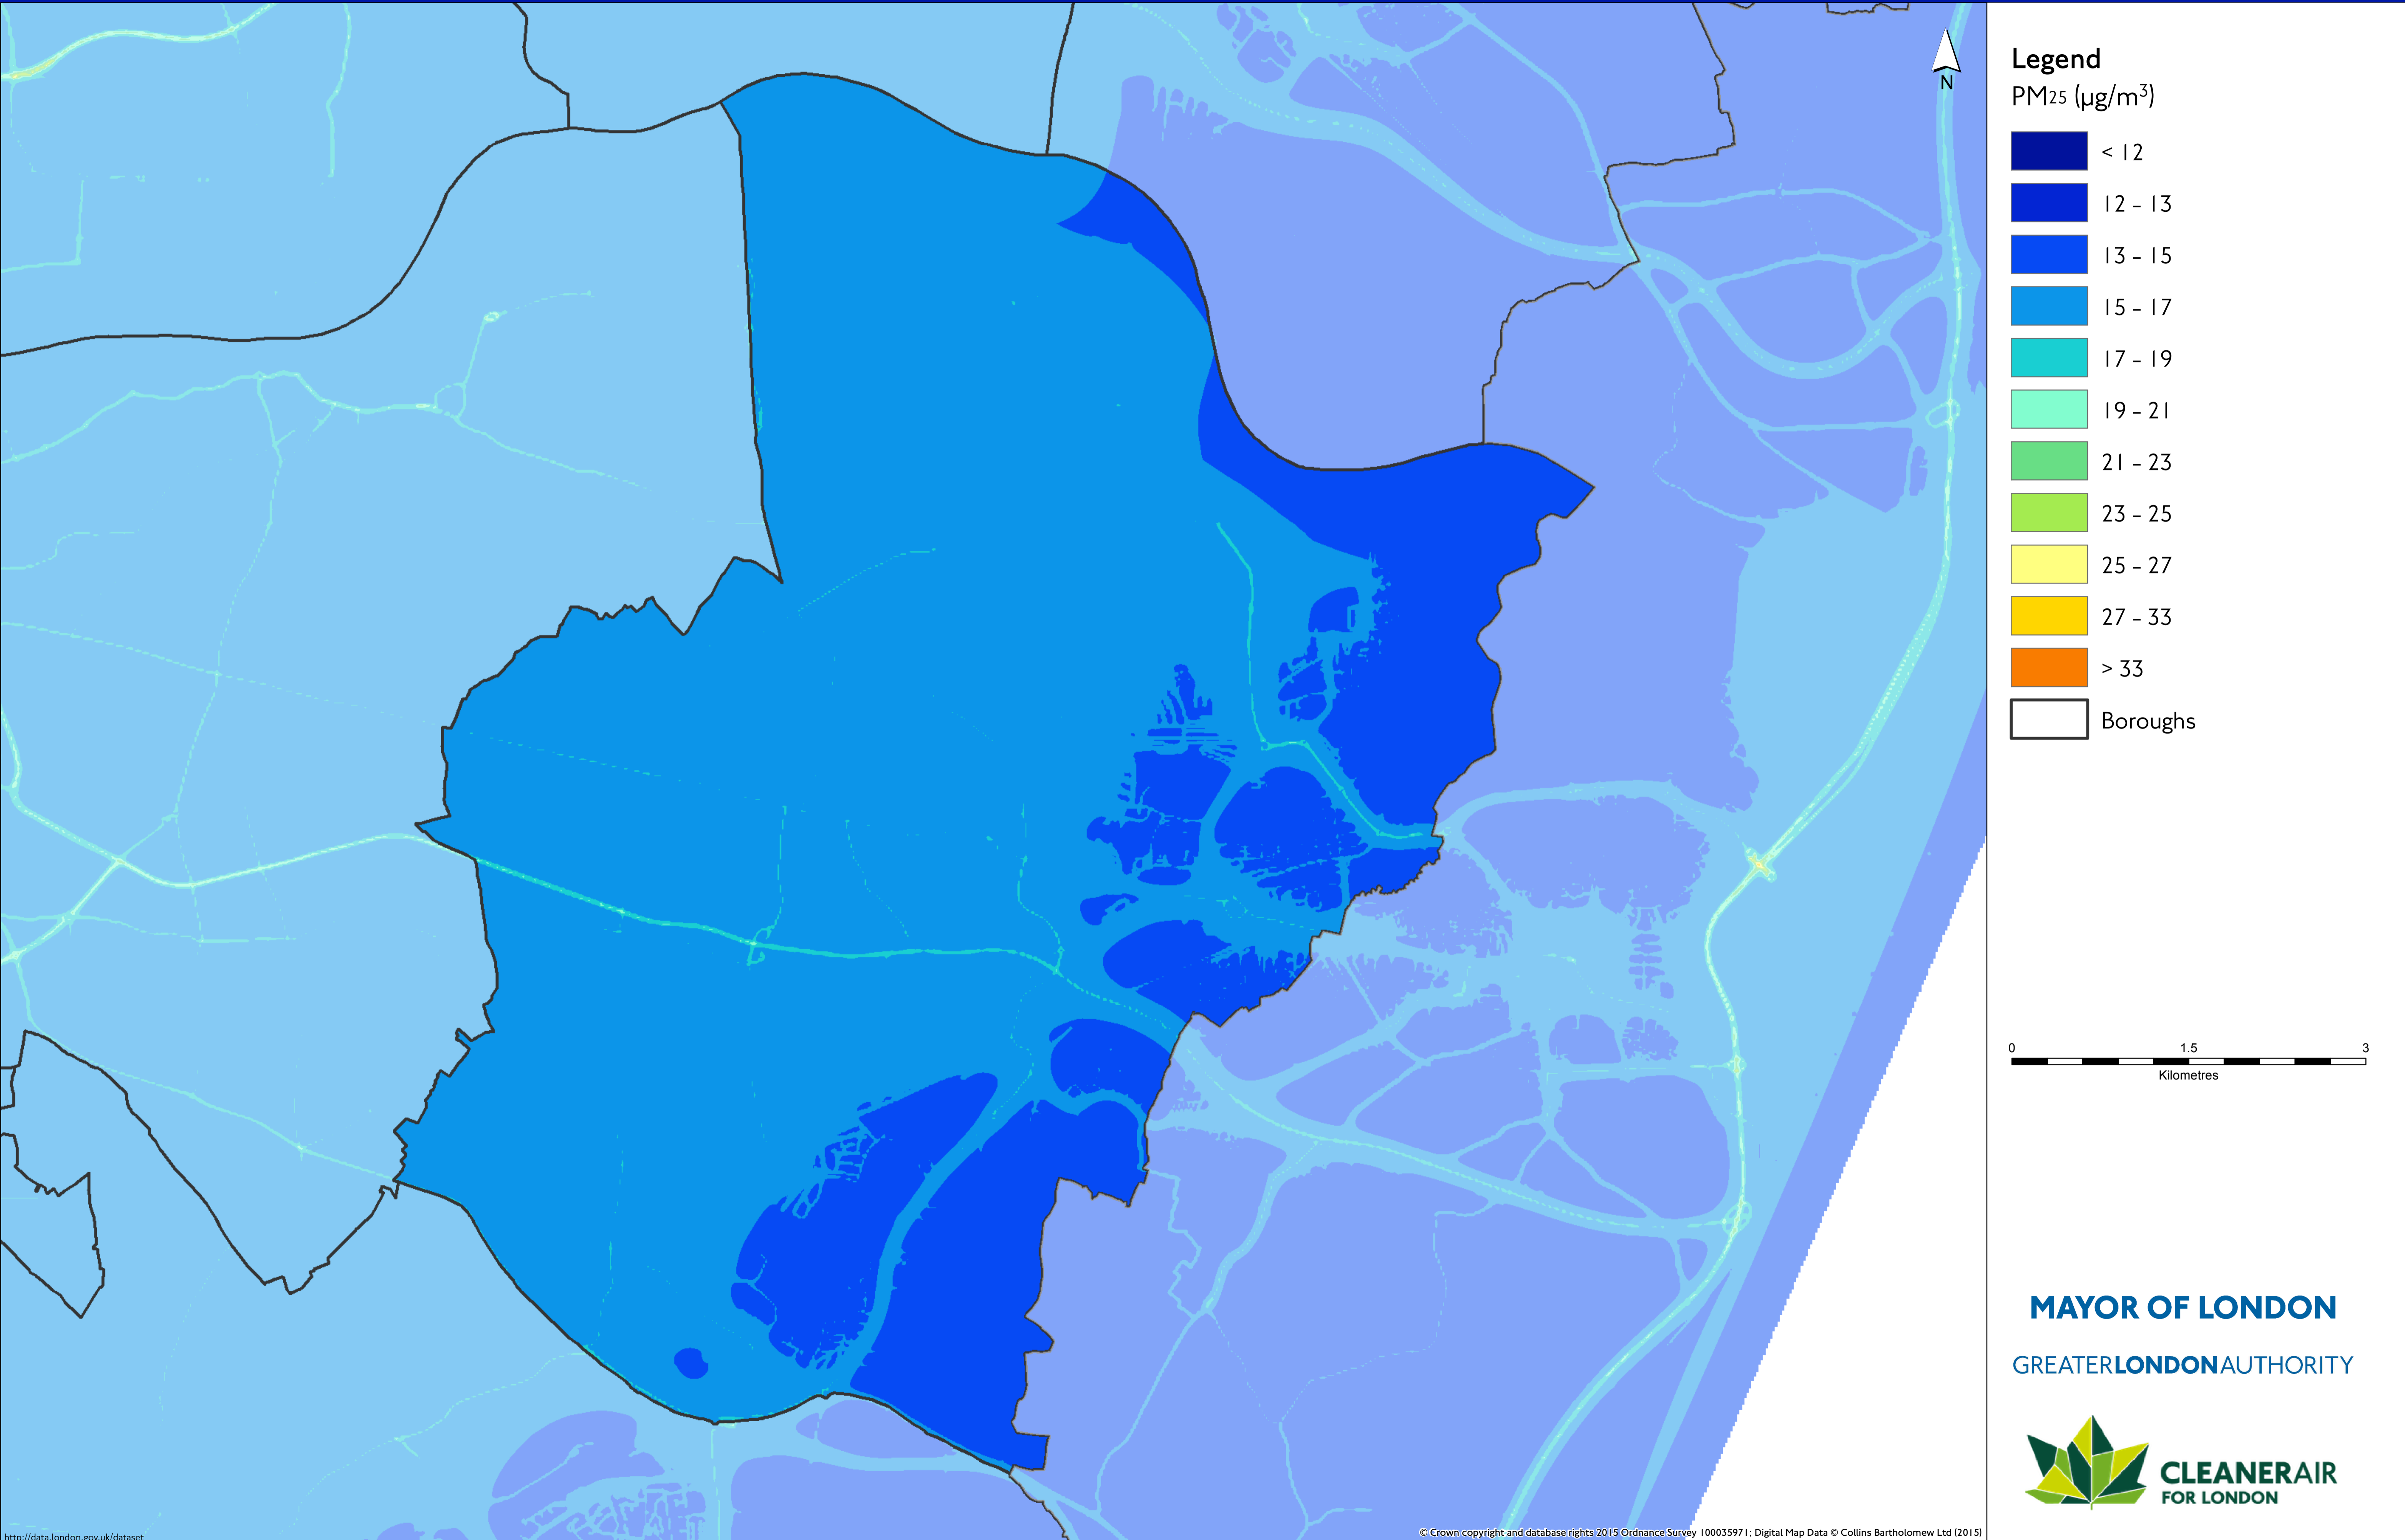 N
Legend
PM25 (µg/m3)
< 12
12 - 13
13 - 15
15 - 17
17 - 19
19 - 21
21 - 23
23 - 25
25 - 27
27 - 33
> 33
Boroughs
0 1.5 3
Kilometres
MAYOR OF LONDON
GREATERLONDONAUTHORITY
CLEANERAIR
FOR LONDON
http://data.london.gov.uk/dataset
© Crown copyright and database rights 2015 Ordnance Survey 100035971; Digital Map Data © Collins Bartholomew Ltd (2015)